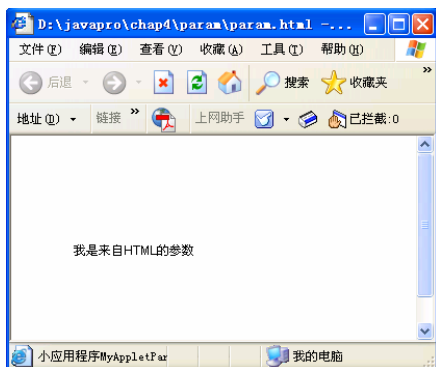 D:\javapro\chap4\param\param.html -...
文件(F) 编辑(E) 查看(V) 收藏(A) 工具(T) 帮助(H)
后退 搜索 收藏夹 »
地址(D) 链接 » 上网助手 已拦截:0
我是来自HTML的参数
小应用程序MyAppletPar 我的电脑